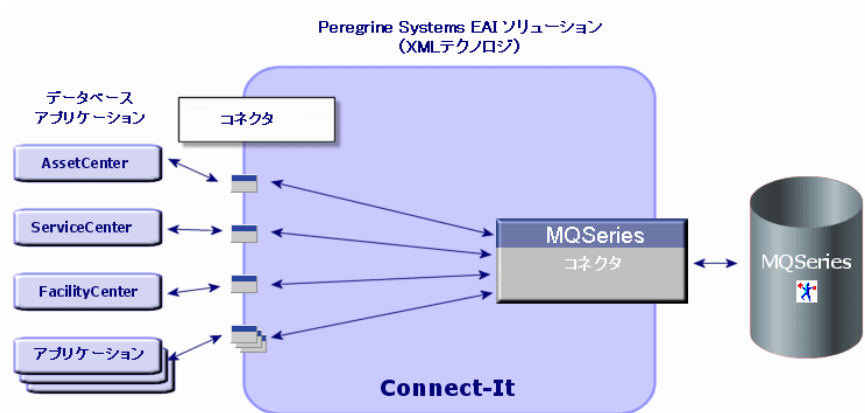 Peregrine Systems EAI ソリューション
（XMLテクノロジ）
データベース
アプリケーション
コネクタ
AssetCenter
ServiceCenter
FacilityCenter
アプリケーション
MQSeries
コネクタ
MQSeries
Connect-It